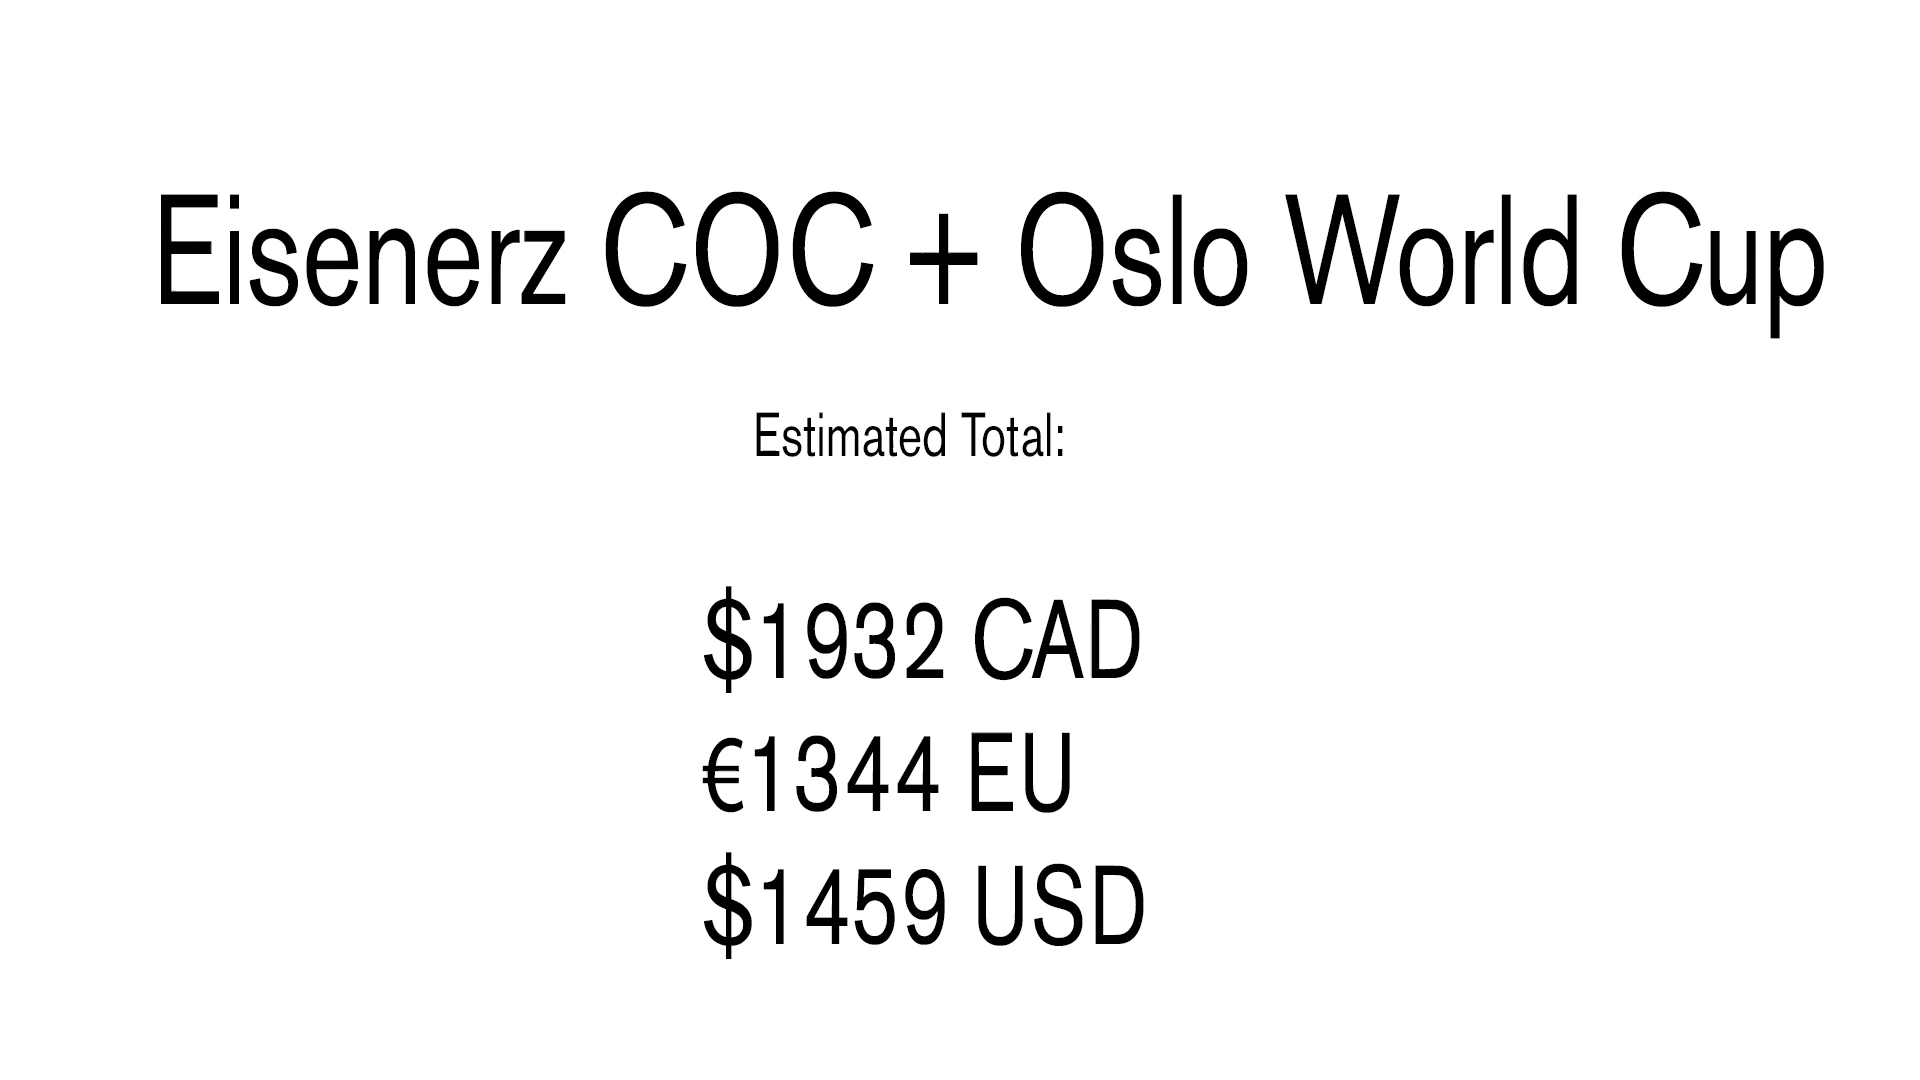 Eisenerz COC + Oslo World Cup
Estimated Total:
$1932 CAD
€1344 EU
$1459 USD